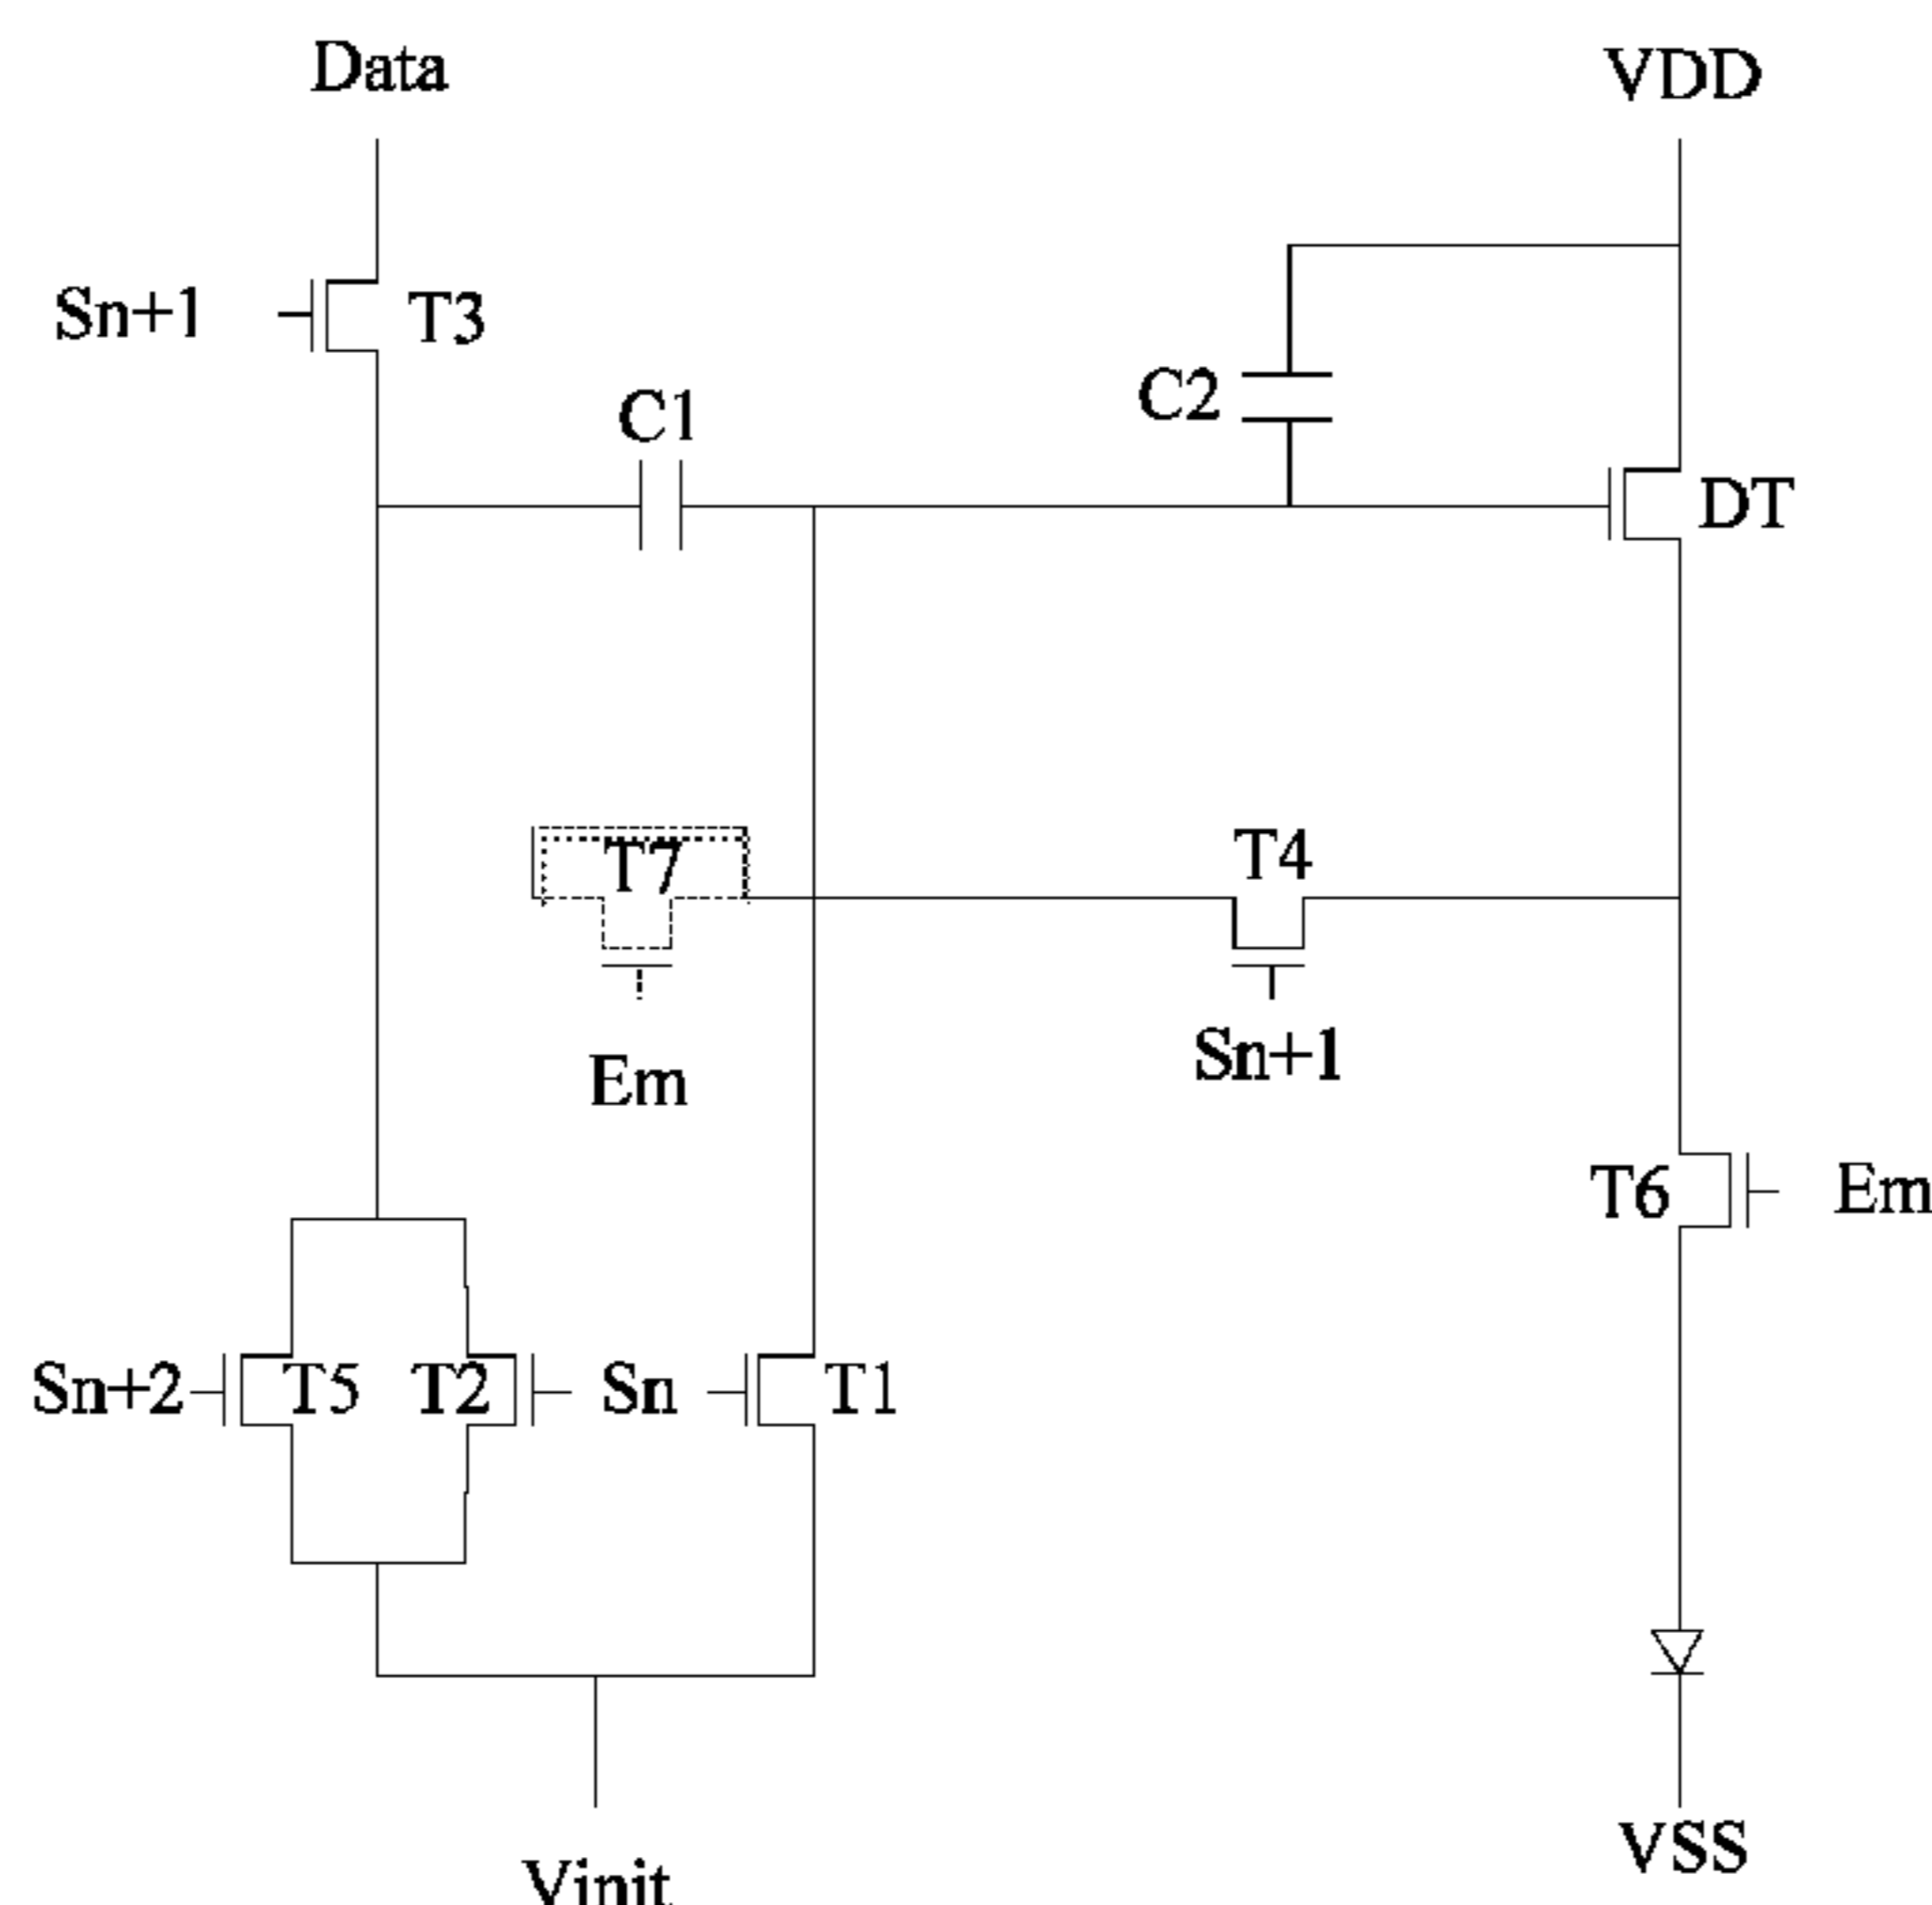 Data
VDD
Sn+1
T3
C1
C2
DT
T7
T4
Em
Sn+1
T6
Em
Sn+2
T5
T2
Sn
T1
VSS
Vinit